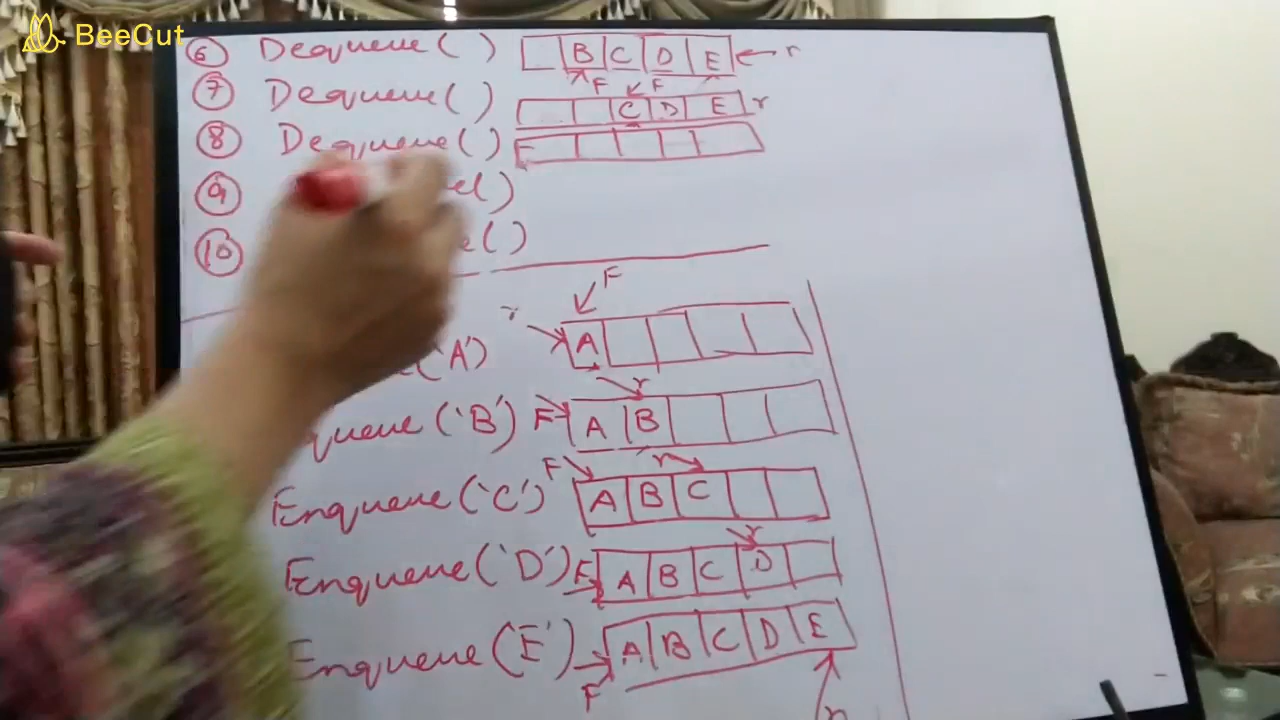 BeeCut
6 Dequeue() B C D E r
F
7 Dequeue() F C D E r
8 Dequeue()
9 e()
10 e()
F
r
('A') A
r
queue('B') F A B
F r
Enqueue('C') A B C
r
Enqueue('D') F A B C D
Enqueue('E') A B C D E
F r